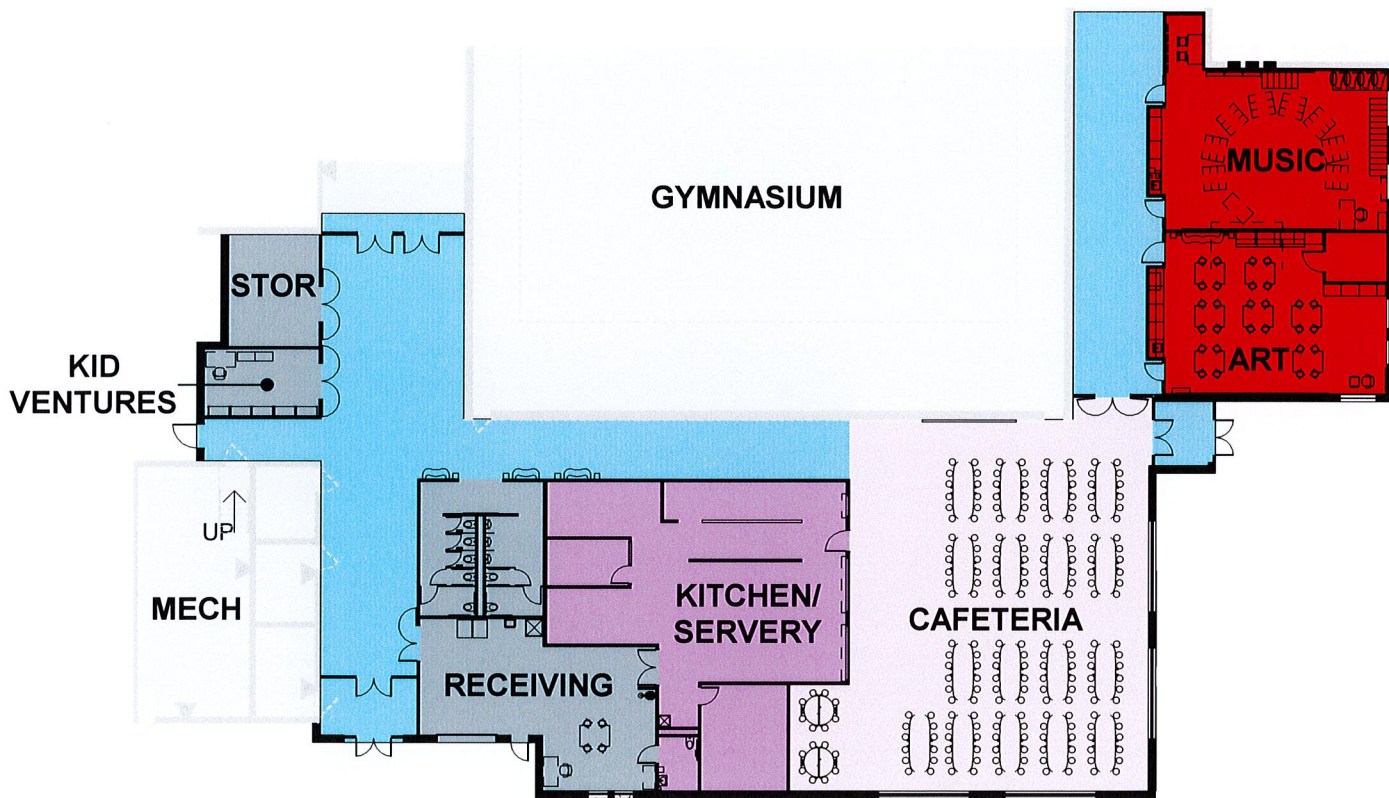 GYMNASIUM
MUSIC
STOR
KID
VENTURES
ART
UP
MECH
KITCHEN/
SERVERY
CAFETERIA
RECEIVING